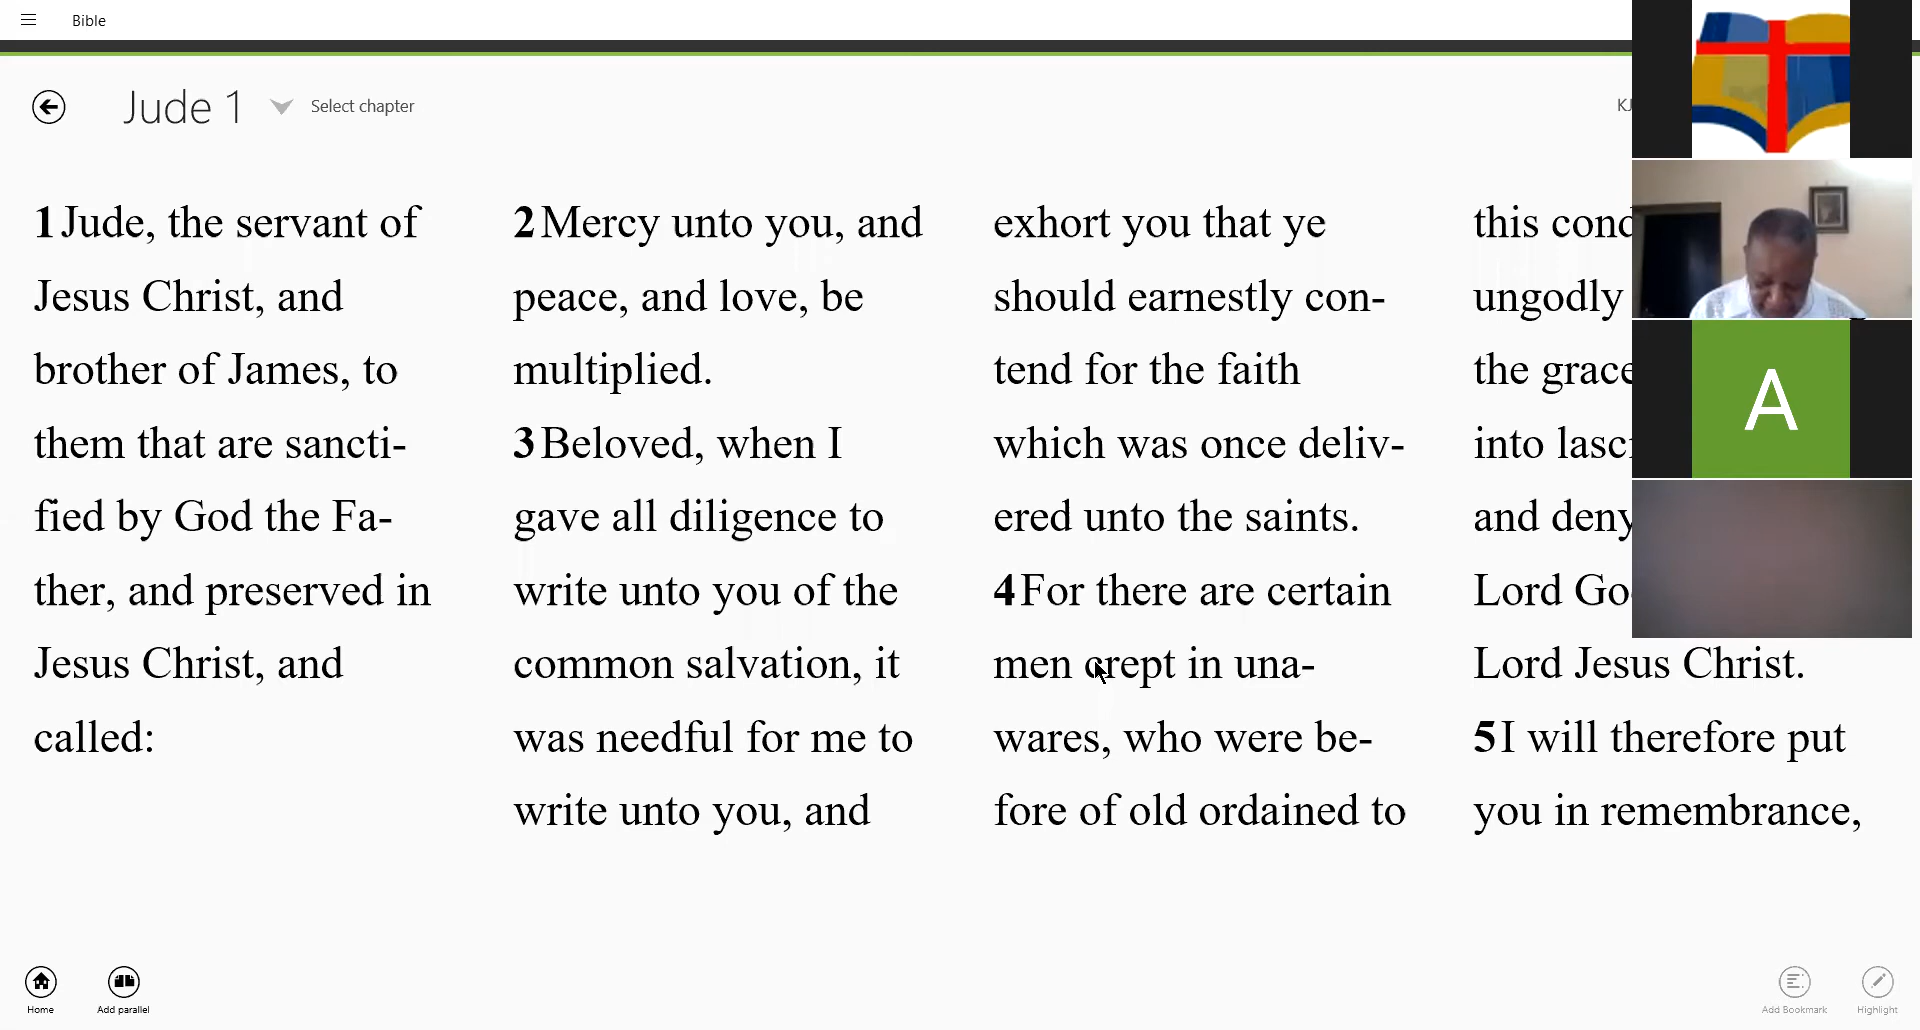 Bible
Jude 1
Select chapter
KJ
1 Jude, the servant of
Jesus Christ, and
brother of James, to
them that are sancti-
fied by God the Fa-
ther, and preserved in
Jesus Christ, and
called:
2 Mercy unto you, and
peace, and love, be
multiplied.
3 Beloved, when I
gave all diligence to
write unto you of the
common salvation, it
was needful for me to
write unto you, and
exhort you that ye
should earnestly con-
tend for the faith
which was once deliv-
ered unto the saints.
4 For there are certain
men crept in una-
wares, who were be-
fore of old ordained to
this
ungodly
the grace
into
and
Lord
Lord Jesus Christ.
5 I will therefore put
you in remembrance,
A
Home
Add parallel
Add Bookmark
Highlight